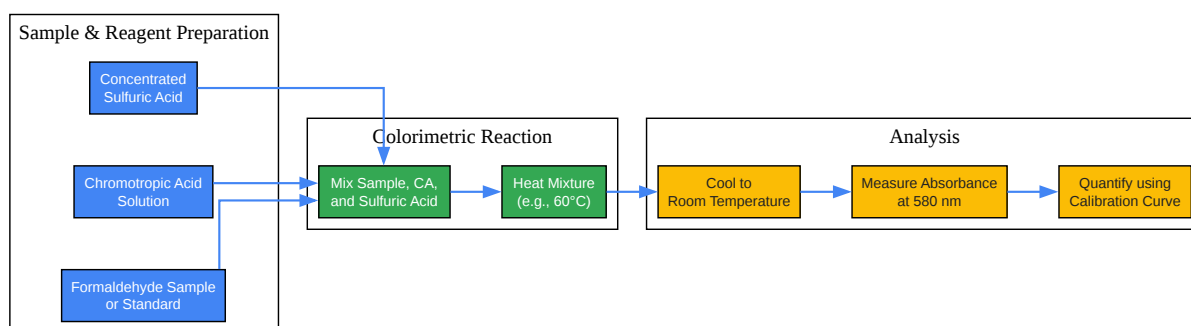 Sample & Reagent Preparation
Concentrated
Sulfuric Acid
Chromotropic Acid
Solution
Formaldehyde Sample
or Standard
Colorimetric Reaction
Mix Sample, CA,
and Sulfuric Acid
Heat Mixture
(e.g., 60°C)
Analysis
Cool to
Room Temperature
Measure Absorbance
at 580 nm
Quantify using
Calibration Curve